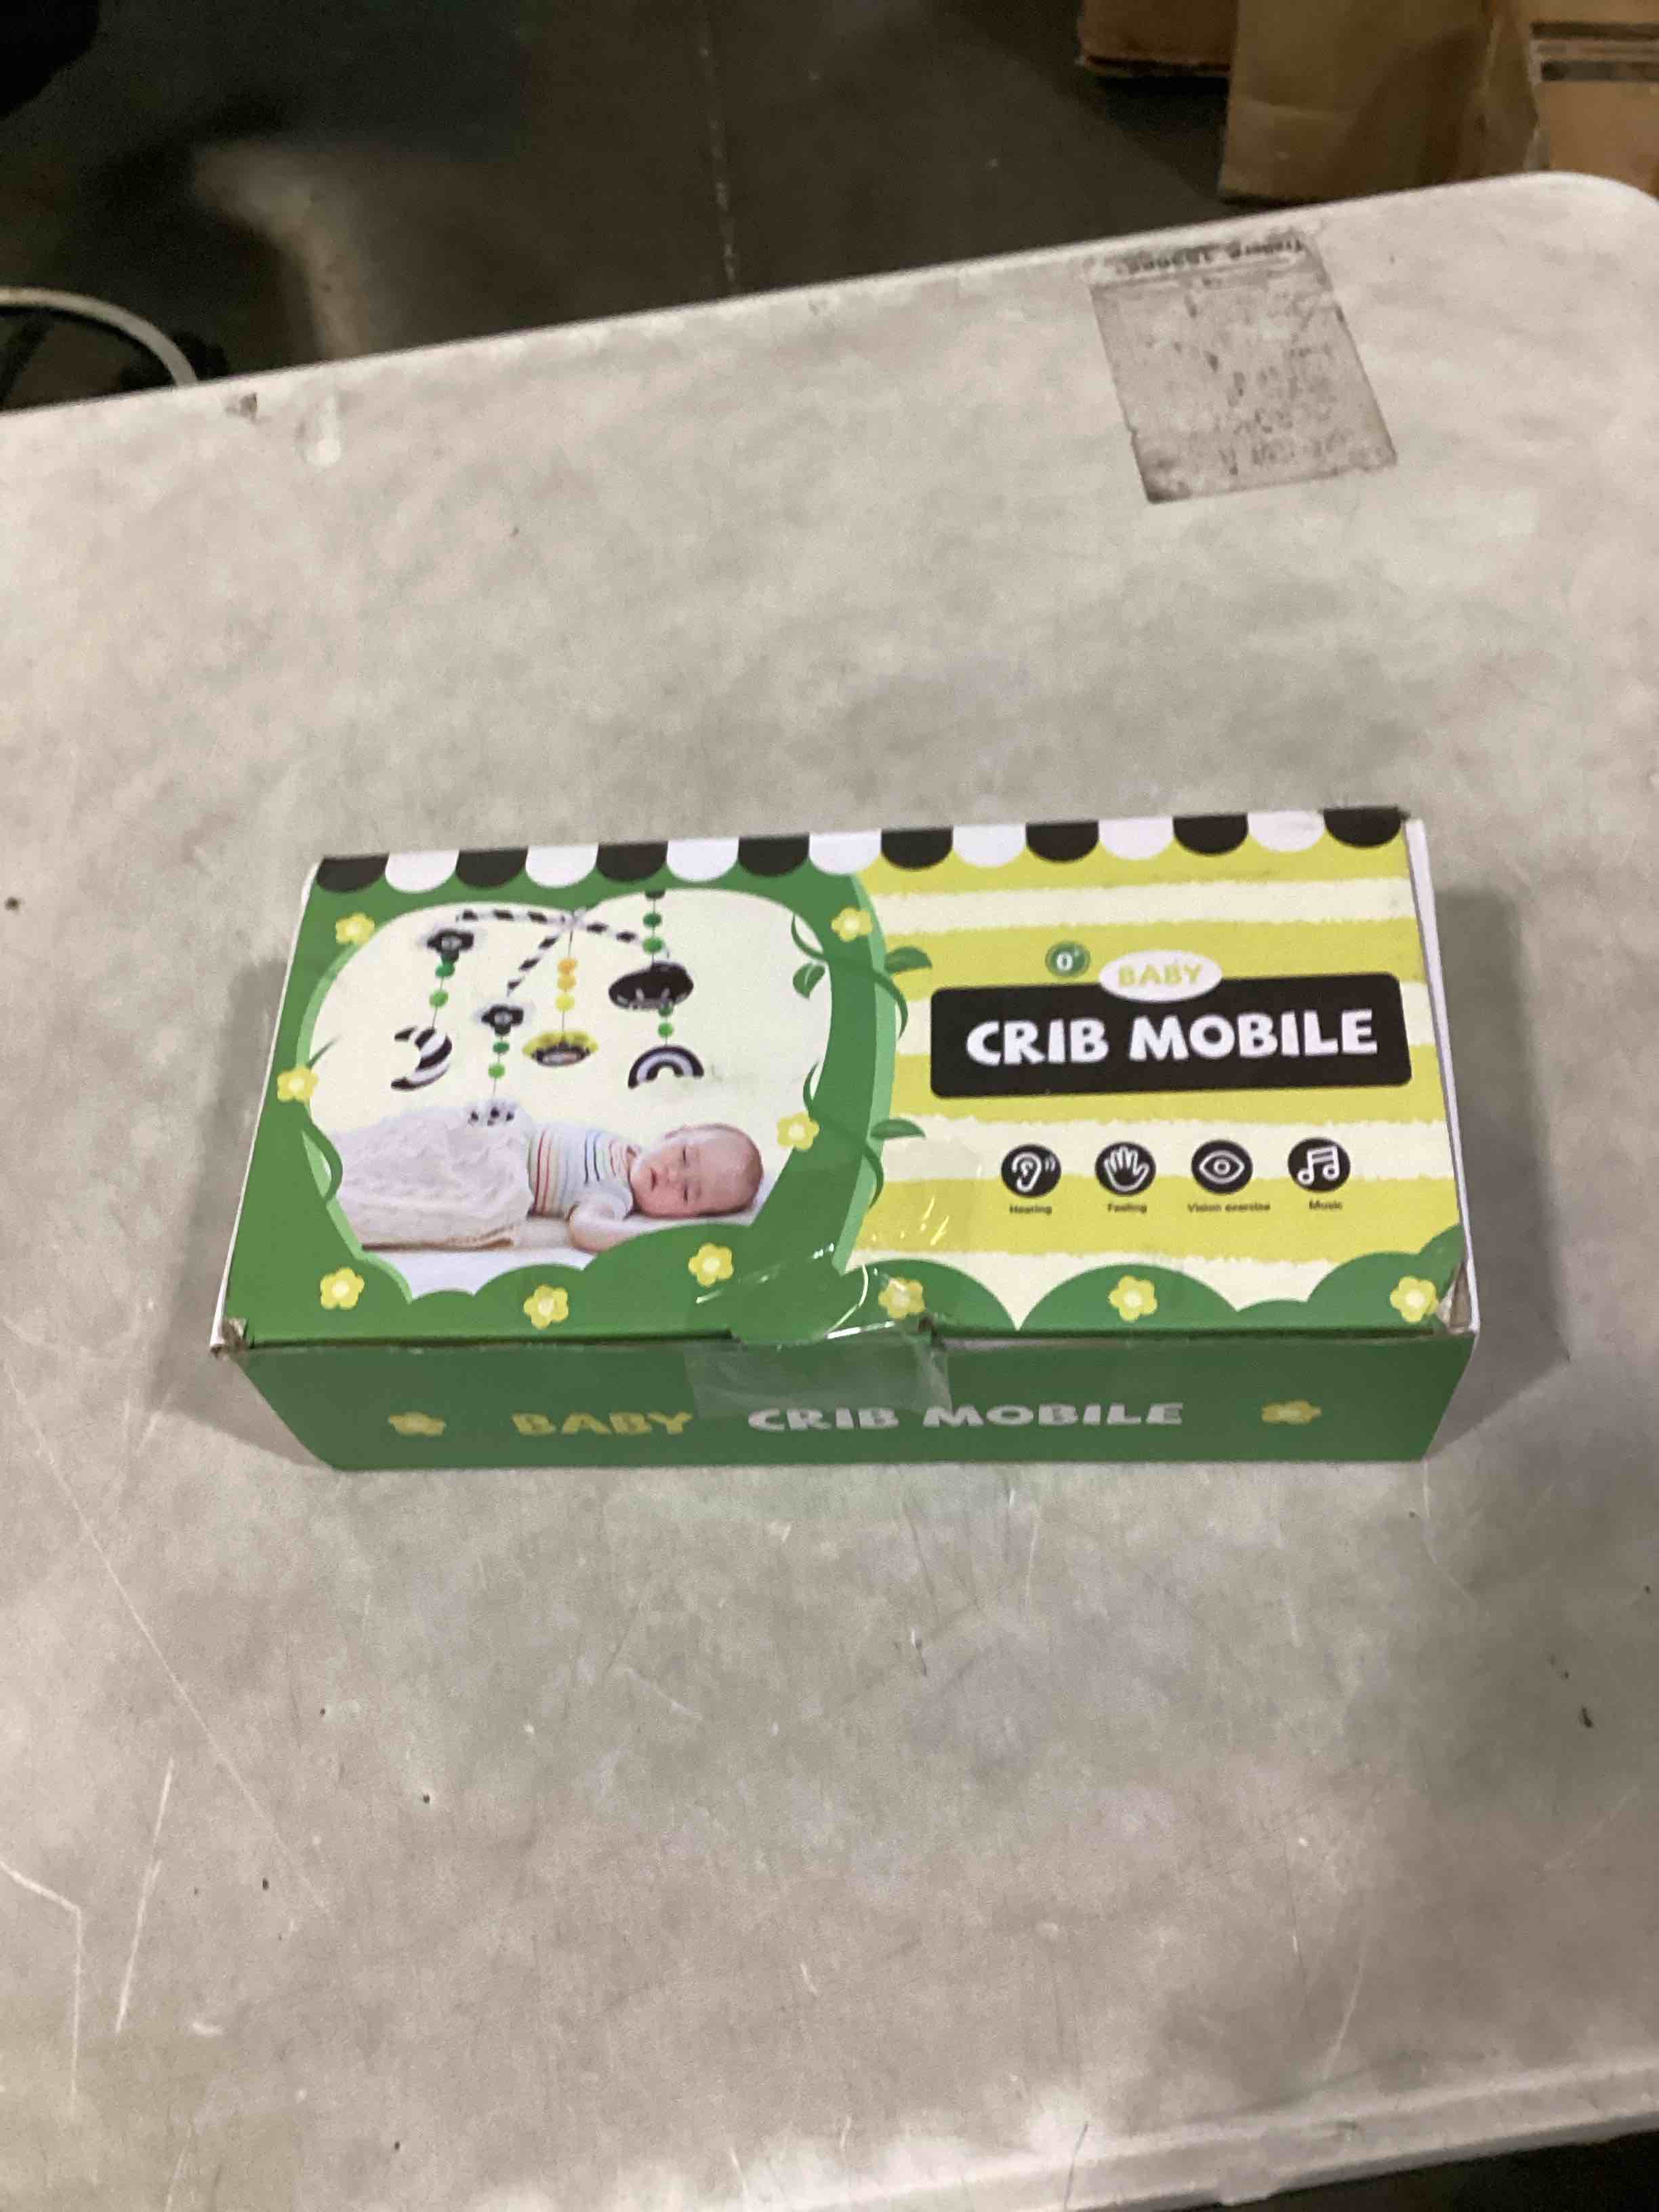 0+
BABY
CRIB MOBILE
Hearing
Feeling
Vision exercise
Music
BABY CRIB MOBILE